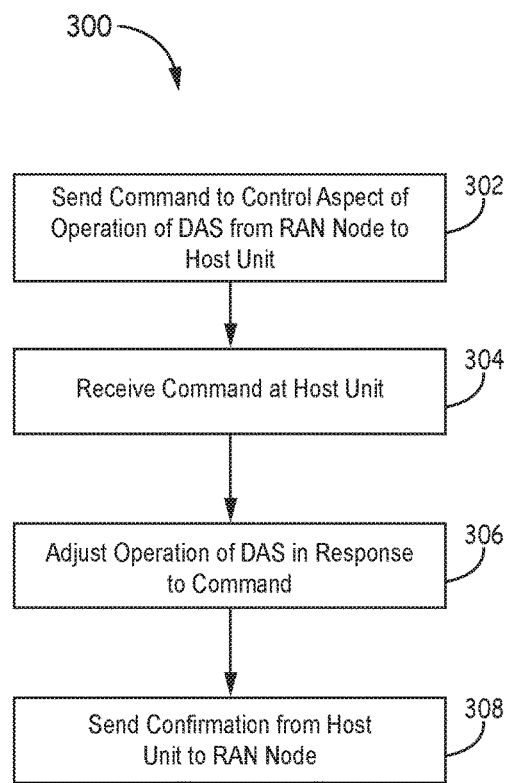 300
302
Send Command to Control Aspect of
Operation of DAS from RAN Node to
Host Unit
304
Receive Command at Host Unit
306
Adjust Operation of DAS in Response
to Command
308
Send Confirmation from Host
Unit to RAN Node